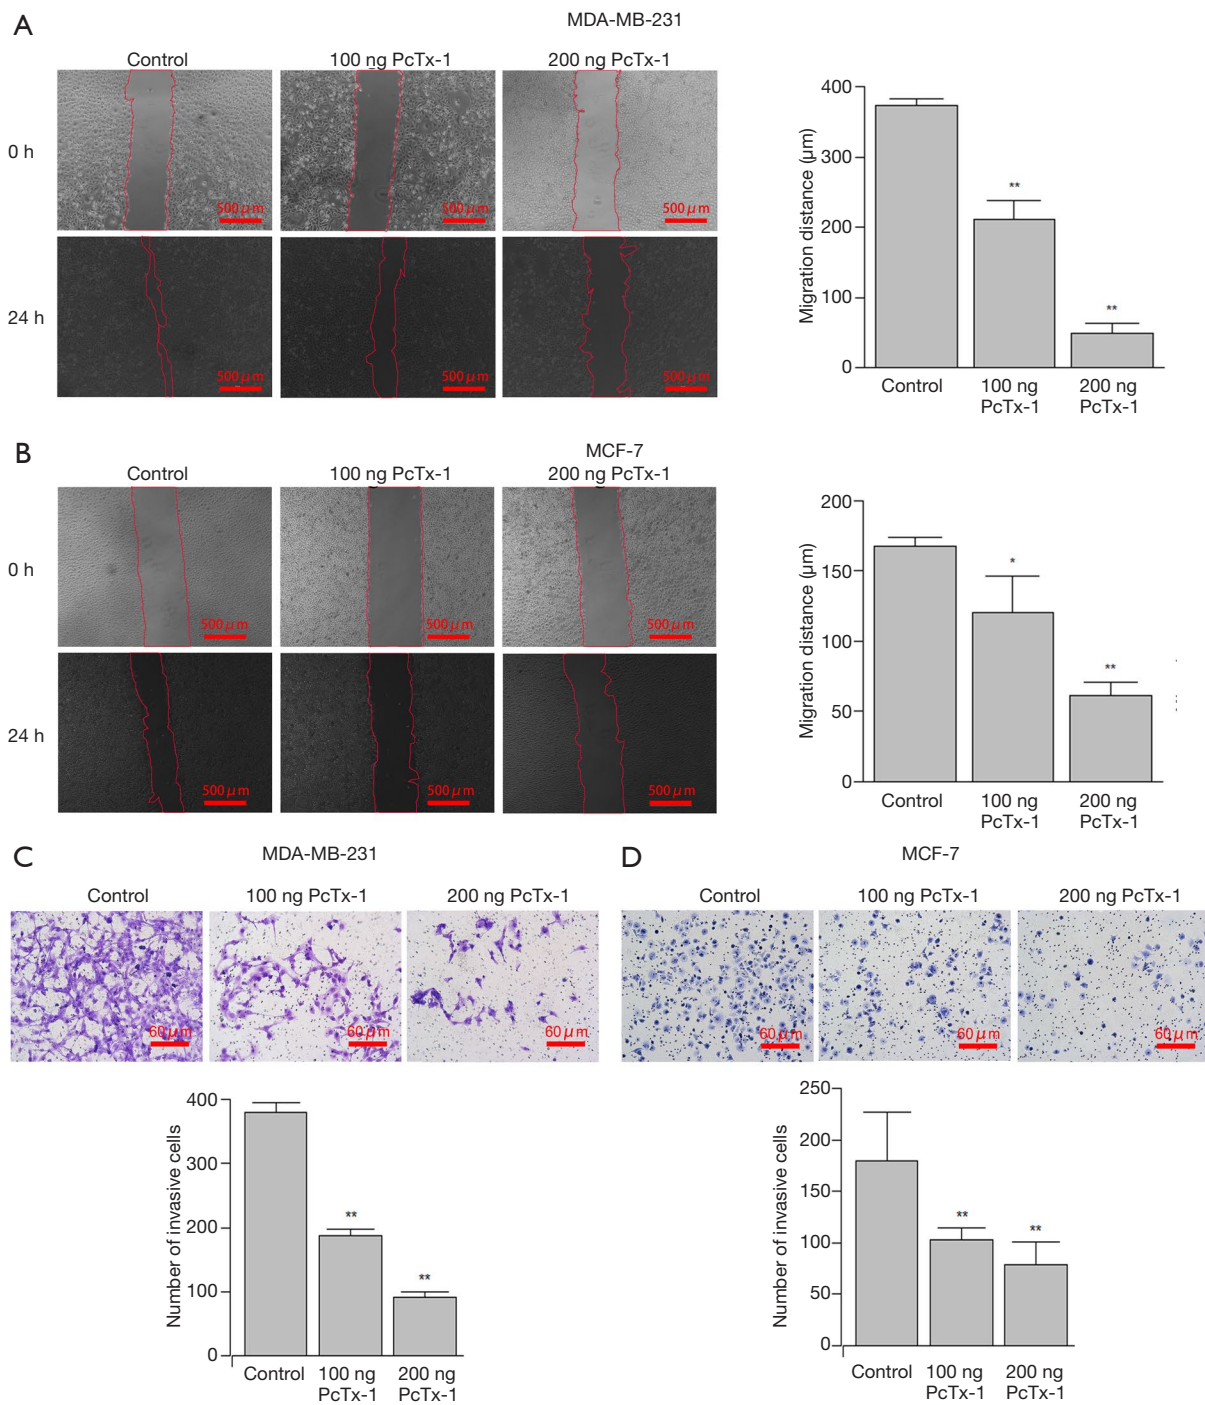 A
MDA-MB-231
Control
100 ng PcTx-1
200 ng PcTx-1
0 h
500 µm
500 µm
500 µm
24 h
500 µm
500 µm
500 µm
Migration distance (µm)
400
300
200
100
0
**
**
Control
100 ng
PcTx-1
200 ng
PcTx-1
B
MCF-7
Control
100 ng PcTx-1
200 ng PcTx-1
0 h
500 µm
500 µm
500 µm
24 h
500 µm
500 µm
500 µm
Migration distance (µm)
200
150
100
50
0
*
**
Control
100 ng
PcTx-1
200 ng
PcTx-1
C
MDA-MB-231
Control
100 ng PcTx-1
200 ng PcTx-1
60 µm
60 µm
60 µm
Number of invasive cells
400
300
200
100
0
**
**
Control
100 ng
PcTx-1
200 ng
PcTx-1
D
MCF-7
Control
100 ng PcTx-1
200 ng PcTx-1
60 µm
60 µm
60 µm
Number of invasive cells
250
200
150
100
50
0
**
**
Control
100 ng
PcTx-1
200 ng
PcTx-1